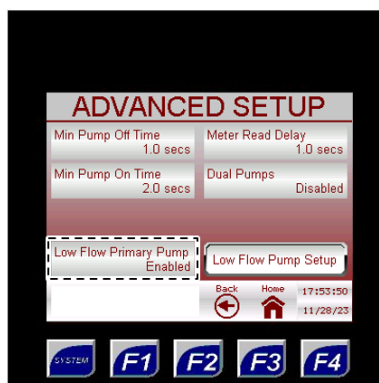 ADVANCED SETUP
Min Pump Off Time
1.0 secs
Meter Read Delay
1.0 secs
Min Pump On Time
2.0 secs
Dual Pumps
Disabled
Low Flow Primary Pump
Enabled
Low Flow Pump Setup
Back
Home
17:53:50
11/28/23
SYSTEM
F1
F2
F3
F4